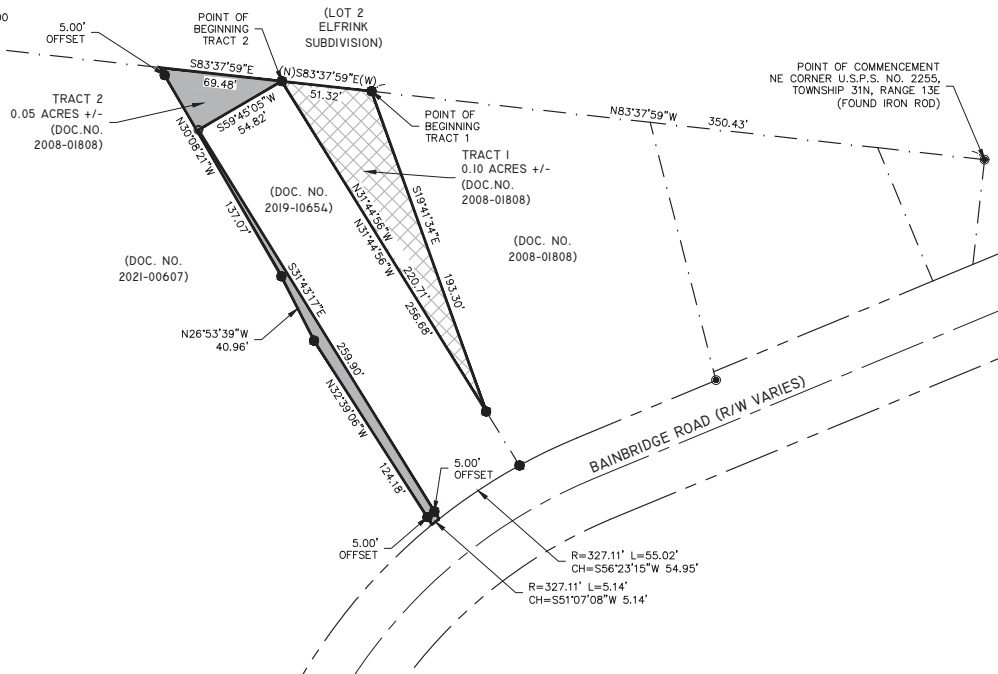 00
5.00'
OFFSET
POINT OF
BEGINNING
TRACT 2
(LOT 2
ELFRINK
SUBDIVISION)
S83°37'59"E
69.48'
(N)S83°37'59"E(W)
51.32'
POINT OF COMMENCEMENT
NE CORNER U.S.P.S. NO. 2255,
TOWNSHIP 31N, RANGE 13E
(FOUND IRON ROD)
TRACT 2
0.05 ACRES +/-
(DOC.NO.
2008-01808)
S59°45'05"W
54.82'
POINT OF
BEGINNING
TRACT 1
N83°37'59"W
350.43'
N30°08'21"W
137.07'
(DOC. NO.
2019-10654)
TRACT 1
0.10 ACRES +/-
(DOC.NO.
2008-01808)
N31°44'56"W
N31°44'56"W
220.71'
256.68'
S19°41'34"E
193.30'
(DOC. NO.
2008-01808)
(DOC. NO.
2021-00607)
S31°43'17"E
259.90'
N26°53'39"W
40.96'
N32°39'06"W
124.18'
BAINBRIDGE ROAD (R/W VARIES)
5.00'
OFFSET
5.00'
OFFSET
R=327.11' L=55.02'
CH=S56°23'15"W 54.95'
R=327.11' L=5.14'
CH=S51°07'08"W 5.14'